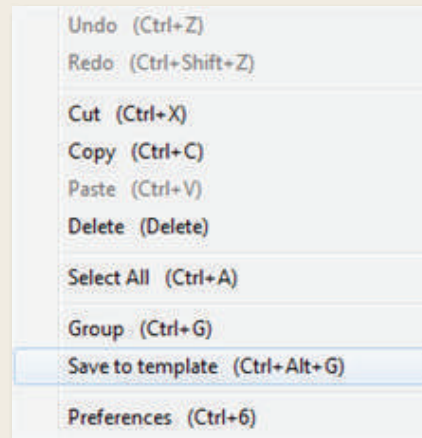 Undo (Ctrl+Z)
Redo (Ctrl+Shift+Z)
Cut (Ctrl+X)
Copy (Ctrl+C)
Paste (Ctrl+V)
Delete (Delete)
Select All (Ctrl+A)
Group (Ctrl+G)
Save to template (Ctrl+Alt+G)
Preferences (Ctrl+6)